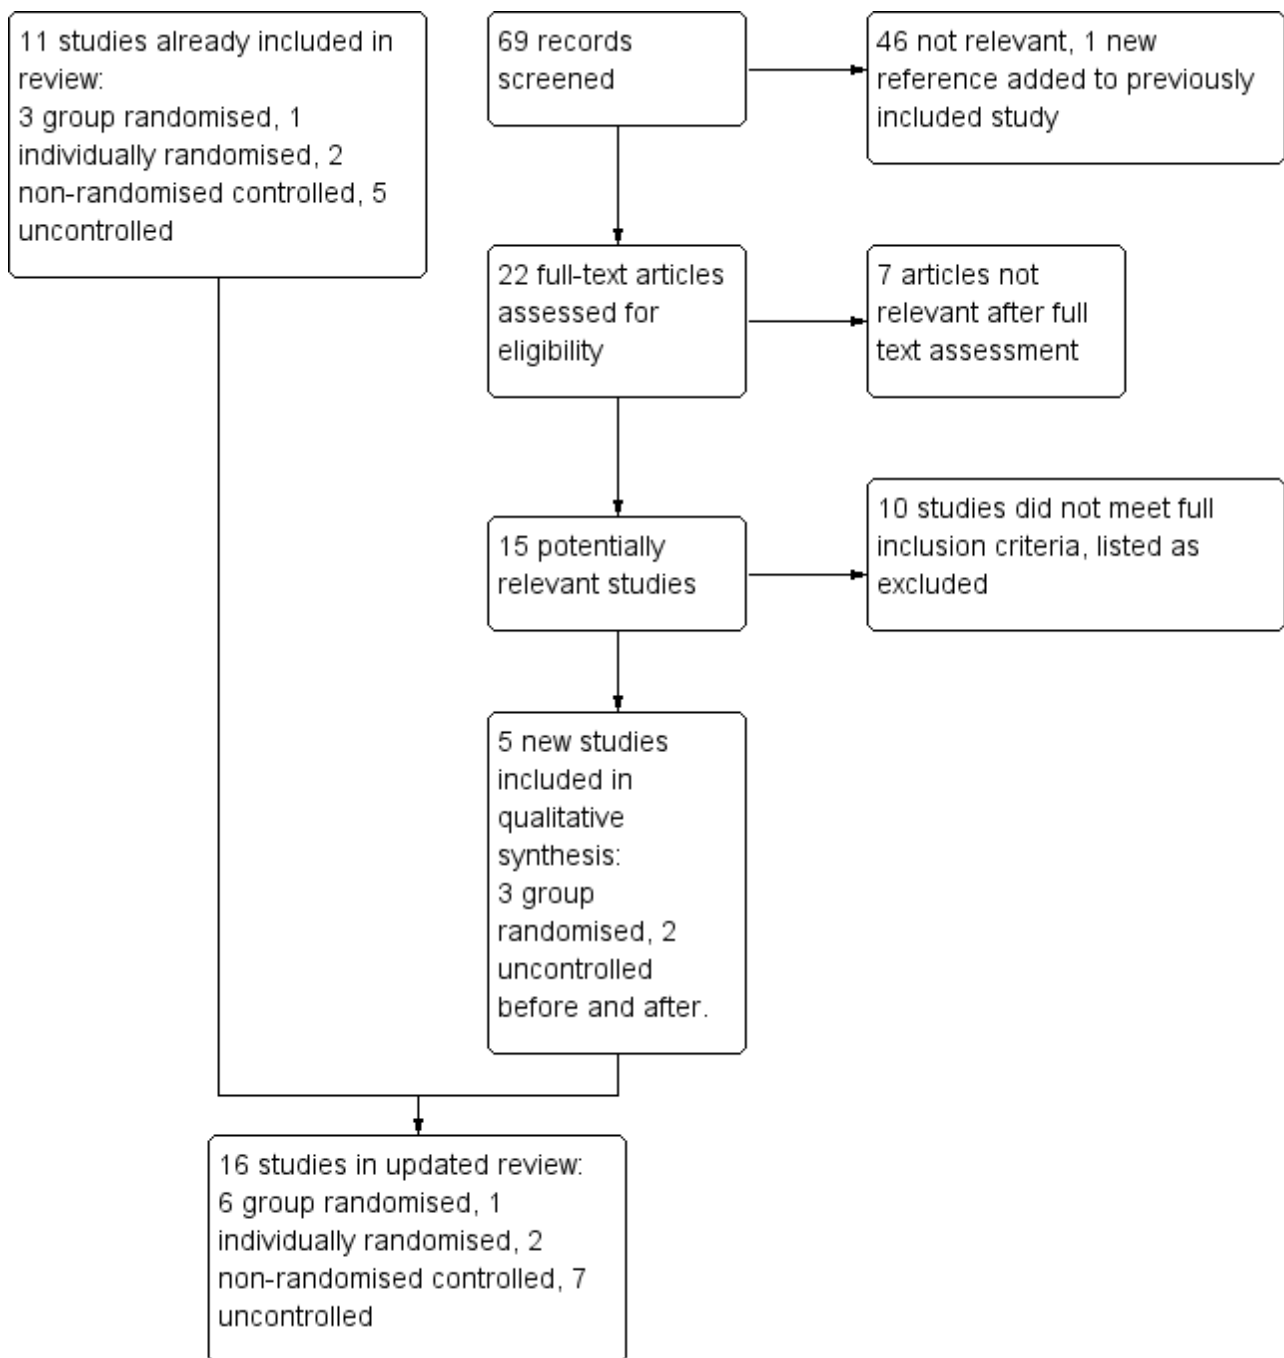 11 studies already included in
review:
3 group randomised, 1
individually randomised, 2
non-randomised controlled, 5
uncontrolled
69 records
screened
46 not relevant, 1 new
reference added to previously
included study
22 full-text articles
assessed for
eligibility
7 articles not
relevant after full
text assessment
15 potentially
relevant studies
10 studies did not meet full
inclusion criteria, listed as
excluded
5 new studies
included in
qualitative
synthesis:
3 group
randomised, 2
uncontrolled
before and after.
16 studies in updated review:
6 group randomised, 1
individually randomised, 2
non-randomised controlled, 7
uncontrolled